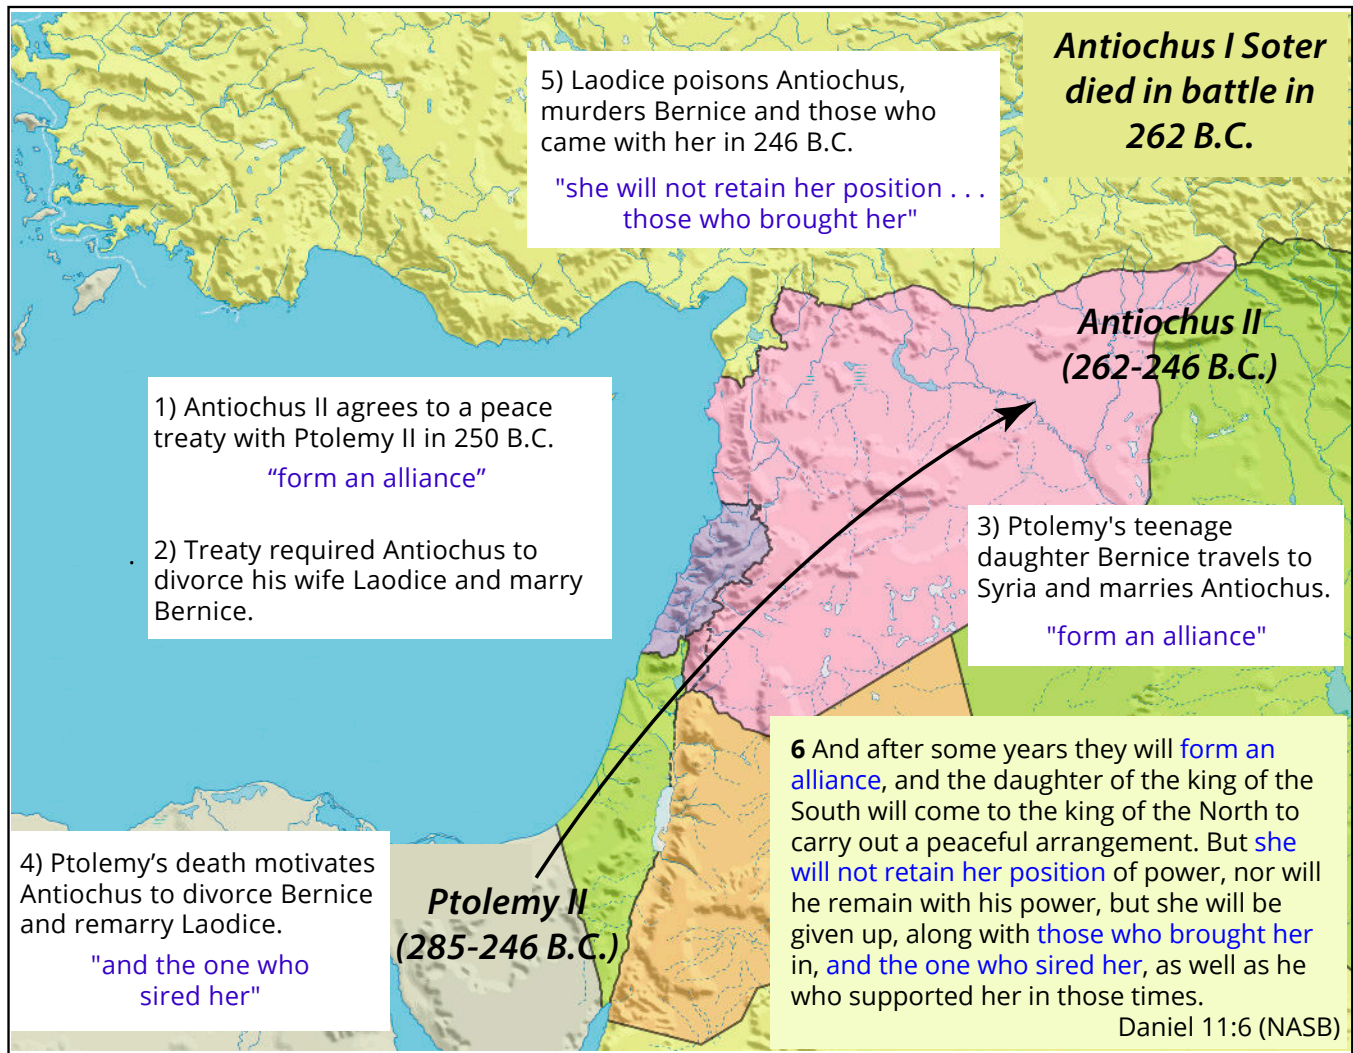 Antiochus I Soter
died in battle in
262 B.C.
5) Laodice poisons Antiochus,
murders Bernice and those who
came with her in 246 B.C.
"she will not retain her position . . .
those who brought her"
Antiochus II
(262-246 B.C.)
1) Antiochus II agrees to a peace
treaty with Ptolemy II in 250 B.C.
“form an alliance”
2) Treaty required Antiochus to
divorce his wife Laodice and marry
Bernice.
3) Ptolemy's teenage
daughter Bernice travels to
Syria and marries Antiochus.
"form an alliance"
4) Ptolemy’s death motivates
Antiochus to divorce Bernice
and remarry Laodice.
"and the one who
sired her"
Ptolemy II
(285-246 B.C.)
6 And after some years they will form an
alliance, and the daughter of the king of the
South will come to the king of the North to
carry out a peaceful arrangement. But she
will not retain her position of power, nor will
he remain with his power, but she will be
given up, along with those who brought her
in, and the one who sired her, as well as he
who supported her in those times.
Daniel 11:6 (NASB)